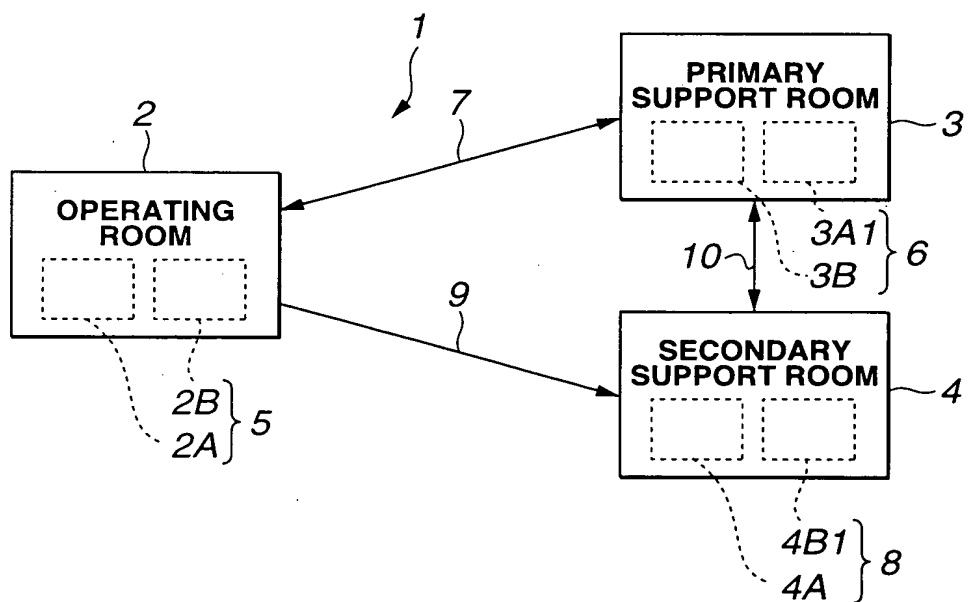 1
PRIMARY
SUPPORT ROOM
3
3A1
3B
6
7
2
OPERATING
ROOM
2B
2A
5
10
9
SECONDARY
SUPPORT ROOM
4
4B1
4A
8